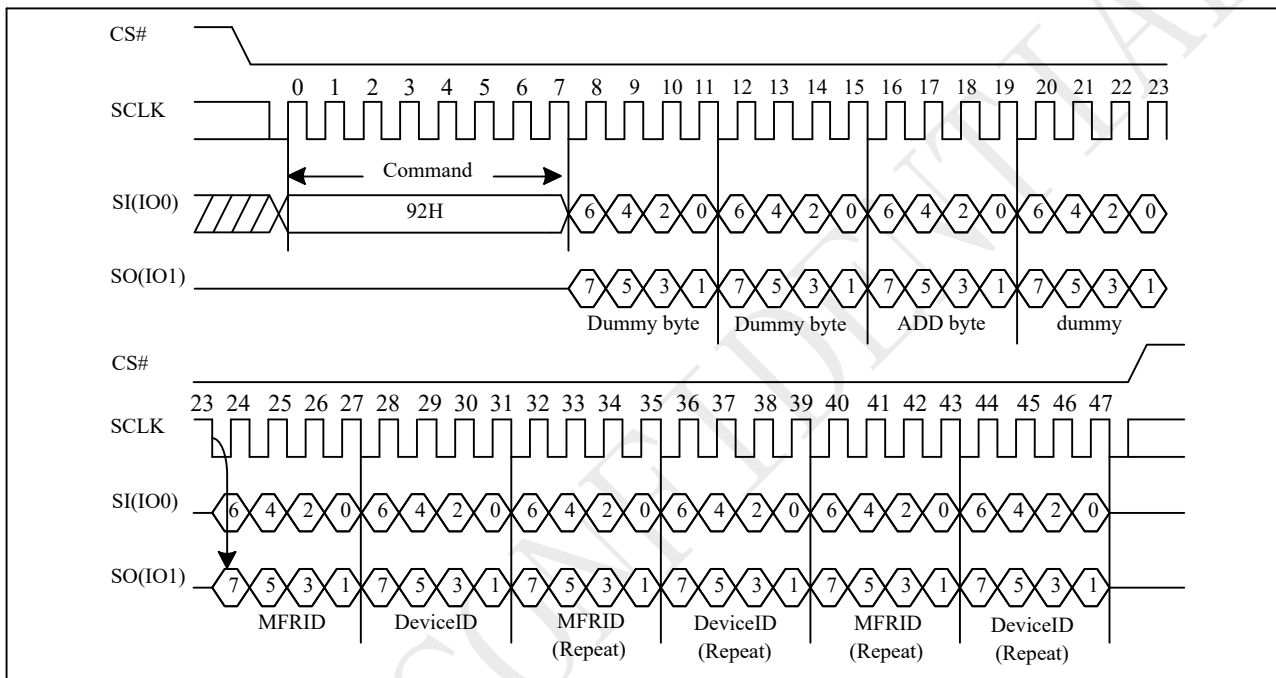 CS#
0 1 2 3 4 5 6 7 8 9 10 11 12 13 14 15 16 17 18 19 20 21 22 23
SCLK
Command
SI(IO0)
92H 6 4 2 0 6 4 2 0 6 4 2 0 6 4 2 0
SO(IO1)
7 5 3 1 7 5 3 1 7 5 3 1 7 5 3 1
Dummy byte Dummy byte ADD byte dummy
CS#
23 24 25 26 27 28 29 30 31 32 33 34 35 36 37 38 39 40 41 42 43 44 45 46 47
SCLK
SI(IO0)
6 4 2 0 6 4 2 0 6 4 2 0 6 4 2 0 6 4 2 0 6 4 2 0
SO(IO1)
7 5 3 1 7 5 3 1 7 5 3 1 7 5 3 1 7 5 3 1 7 5 3 1
MFRID DeviceID MFRID DeviceID MFRID DeviceID
(Repeat) (Repeat) (Repeat) (Repeat)
CONFIDENTIAL